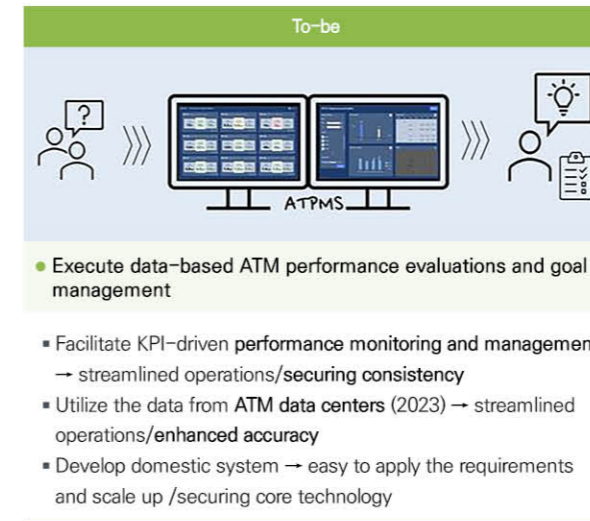 To-be
?
ATPMS
● Execute data-based ATM performance evaluations and goal
management
▪ Facilitate KPI-driven performance monitoring and managemen
→ streamlined operations/securing consistency
▪ Utilize the data from ATM data centers (2023) → streamlined
operations/enhanced accuracy
▪ Develop domestic system → easy to apply the requirements
and scale up /securing core technology